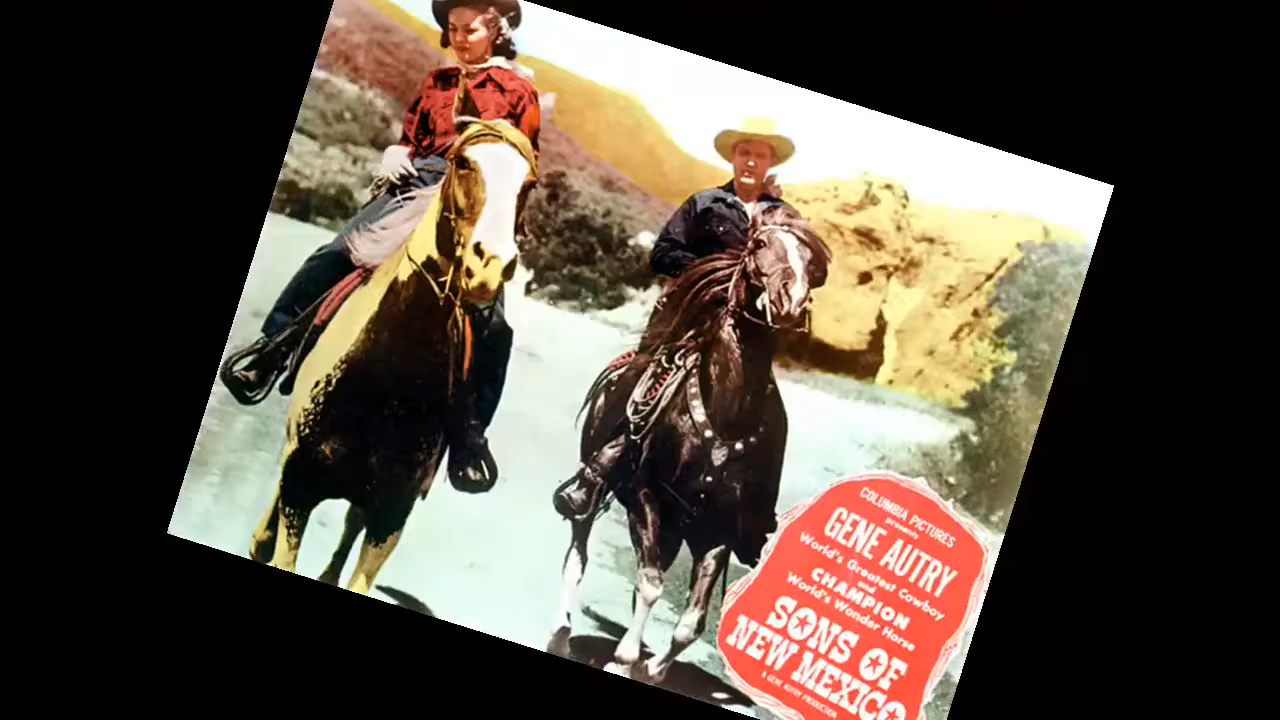 COLUMBIA PICTURES
presents
GENE AUTRY
World's Greatest Cowboy
and
CHAMPION
World's Wonder Horse
SONS OF
NEW MEXICO
A GENE AUTRY PRODUCTION